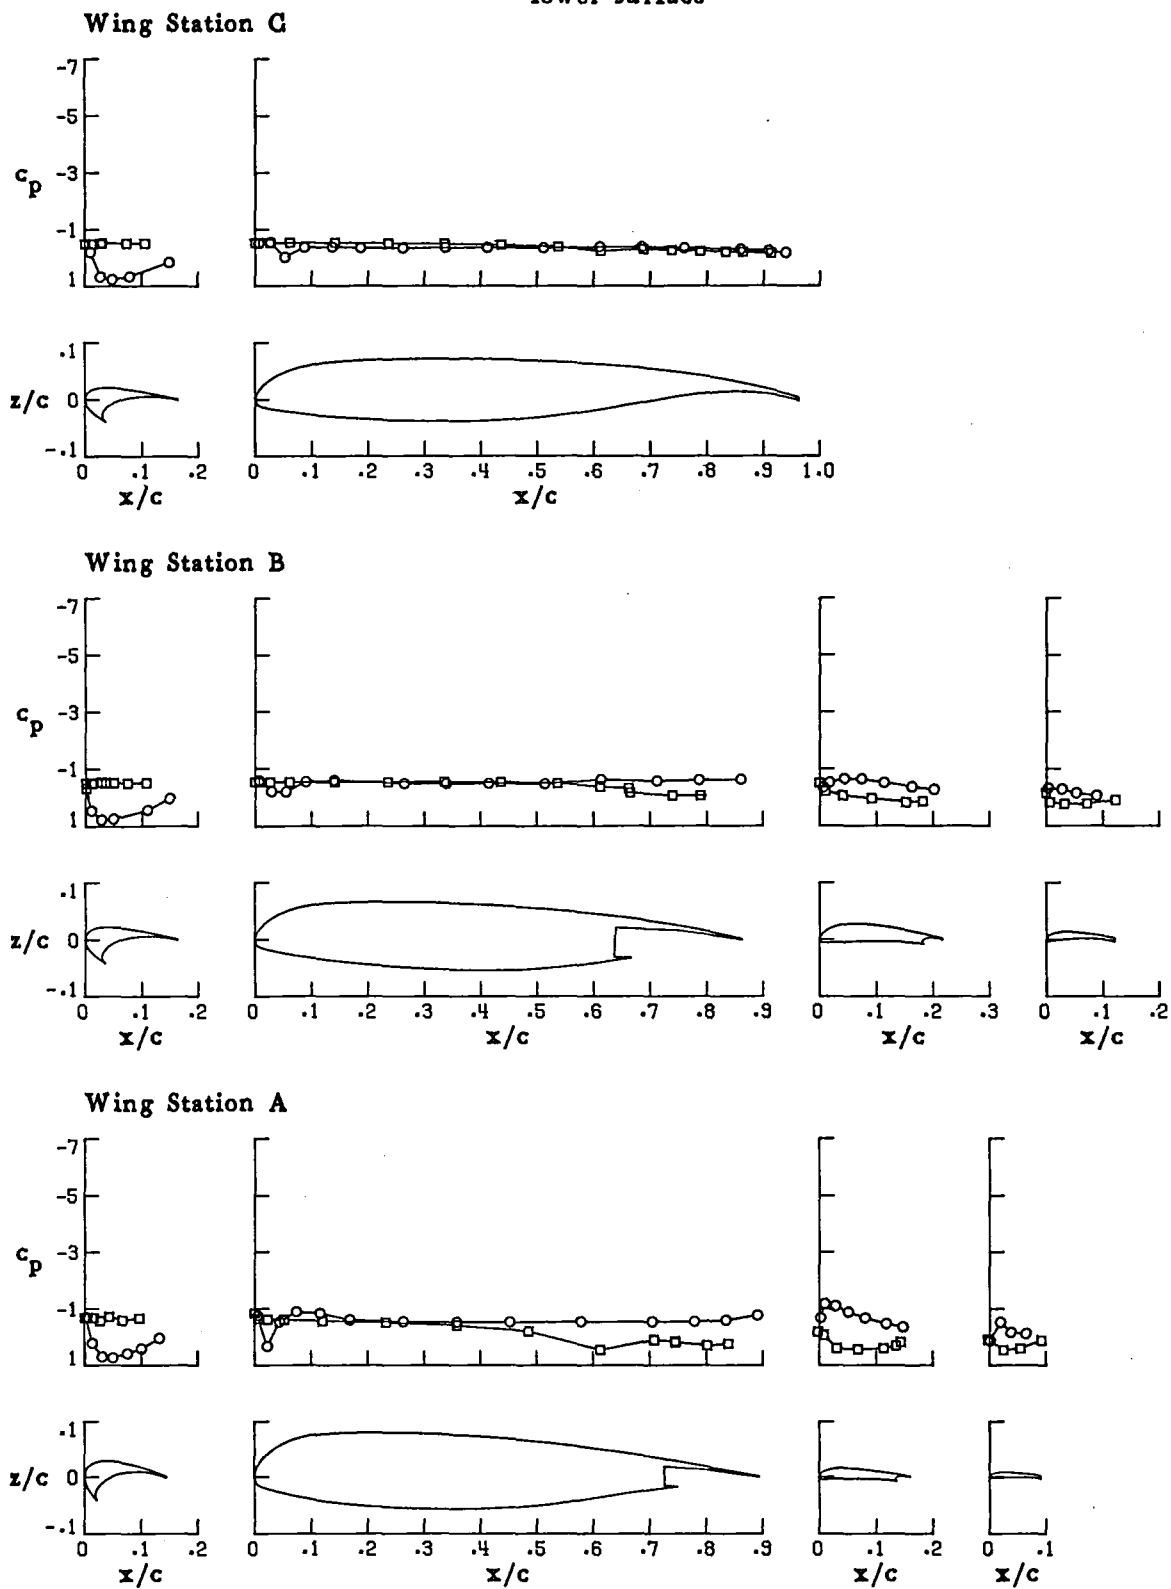 lower surface
Wing Station C
-7
-5
-3
-1
1
c_p
.1
0
-.1
z/c
0 .1 .2
x/c
0 .1 .2 .3 .4 .5 .6 .7 .8 .9 1.0
x/c
Wing Station B
-7
-5
-3
-1
1
c_p
.1
0
-.1
z/c
0 .1 .2
x/c
0 .1 .2 .3 .4 .5 .6 .7 .8 .9
x/c
0 .1 .2 .3
x/c
0 .1 .2
x/c
Wing Station A
-7
-5
-3
-1
1
c_p
.1
0
-.1
z/c
0 .1 .2
x/c
0 .1 .2 .3 .4 .5 .6 .7 .8 .9
x/c
0 .1 .2
x/c
0 .1
x/c